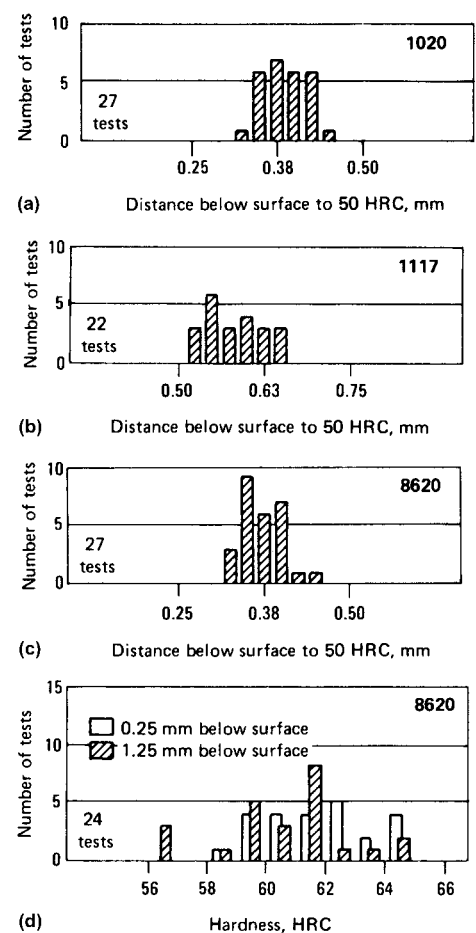 Number of tests
10
5
0
1020
27
tests
0.25 0.38 0.50
(a) Distance below surface to 50 HRC, mm
Number of tests
10
5
0
1117
22
tests
0.50 0.63 0.75
(b) Distance below surface to 50 HRC, mm
Number of tests
10
5
0
8620
27
tests
0.25 0.38 0.50
(c) Distance below surface to 50 HRC, mm
Number of tests
15
10
5
0
8620
0.25 mm below surface
1.25 mm below surface
24
tests
56 58 60 62 64 66
(d) Hardness, HRC